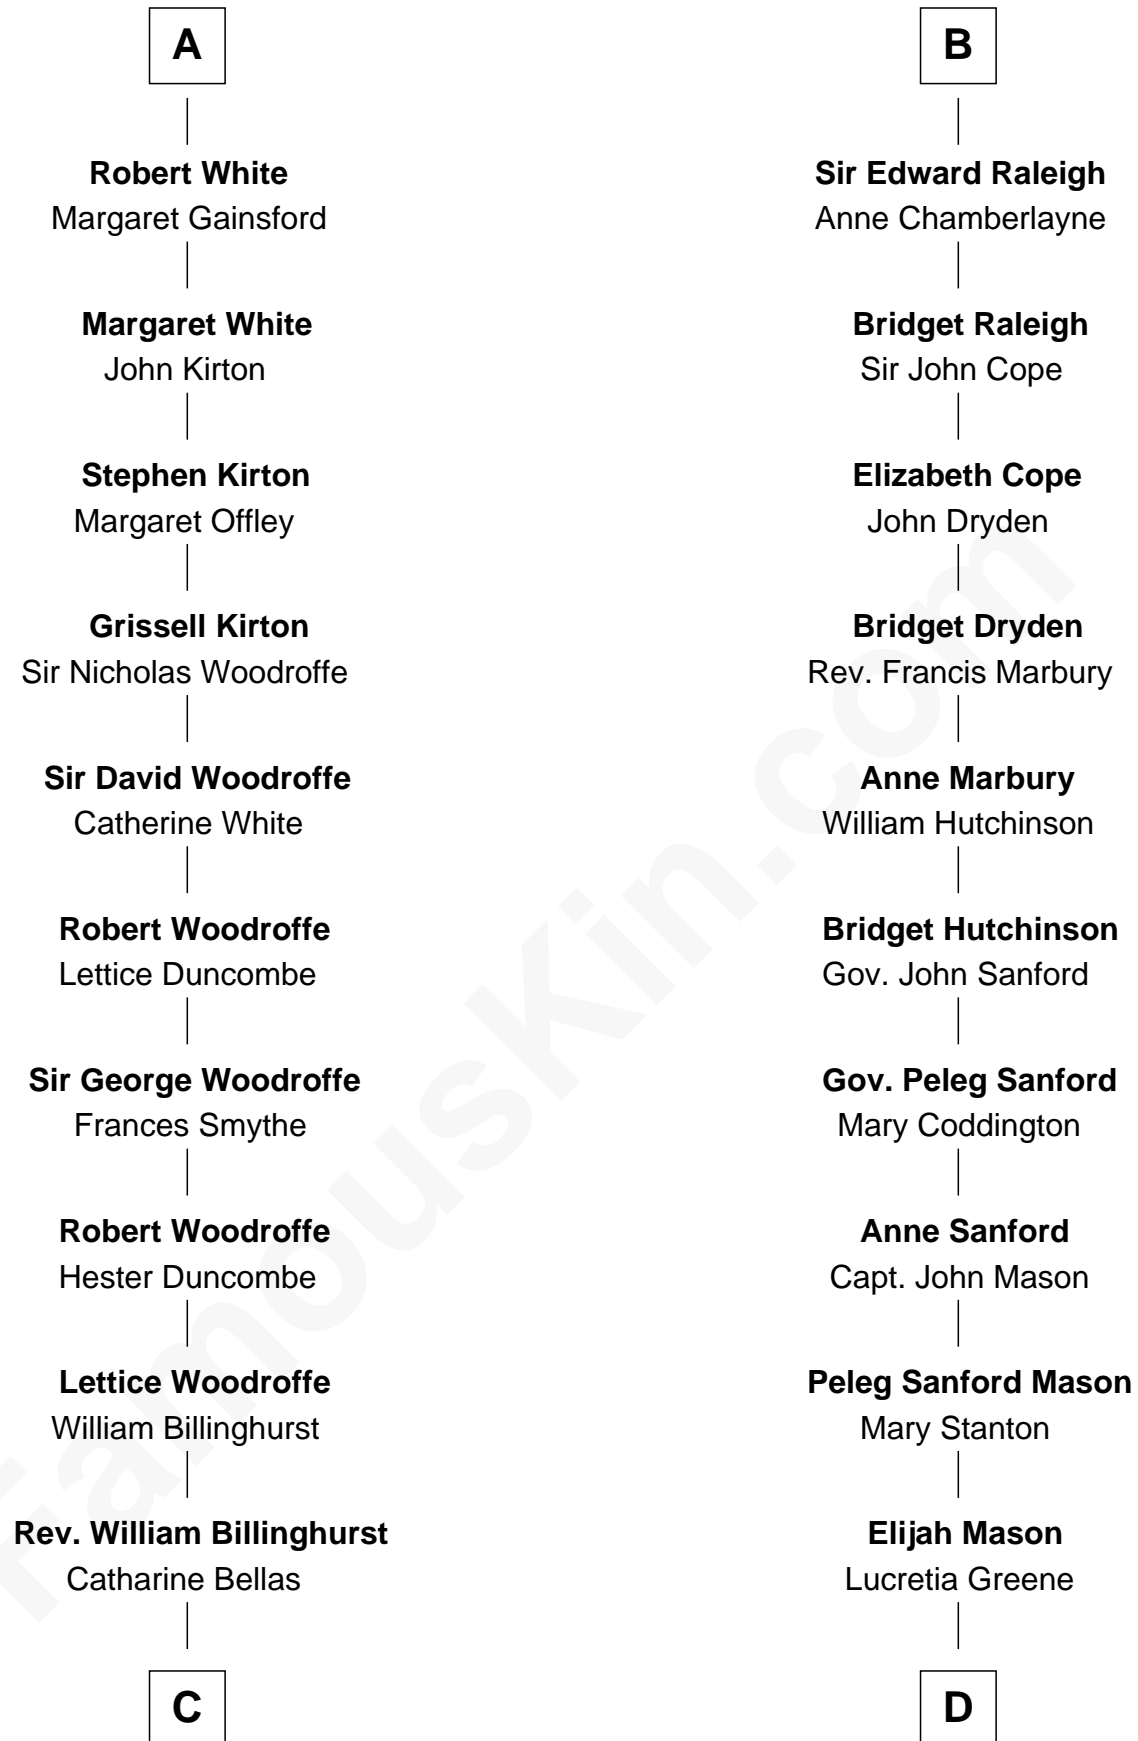 A
Robert White
Margaret Gainsford
Margaret White
John Kirton
Stephen Kirton
Margaret Offley
Grissell Kirton
Sir Nicholas Woodroffe
Sir David Woodroffe
Catherine White
Robert Woodroffe
Lettice Duncombe
Sir George Woodroffe
Frances Smythe
Robert Woodroffe
Hester Duncombe
Lettice Woodroffe
William Billinghurst
Rev. William Billinghurst
Catharine Bellas
C
B
Sir Edward Raleigh
Anne Chamberlayne
Bridget Raleigh
Sir John Cope
Elizabeth Cope
John Dryden
Bridget Dryden
Rev. Francis Marbury
Anne Marbury
William Hutchinson
Bridget Hutchinson
Gov. John Sanford
Gov. Peleg Sanford
Mary Coddington
Anne Sanford
Capt. John Mason
Peleg Sanford Mason
Mary Stanton
Elijah Mason
Lucretia Greene
D
FamousKin.com